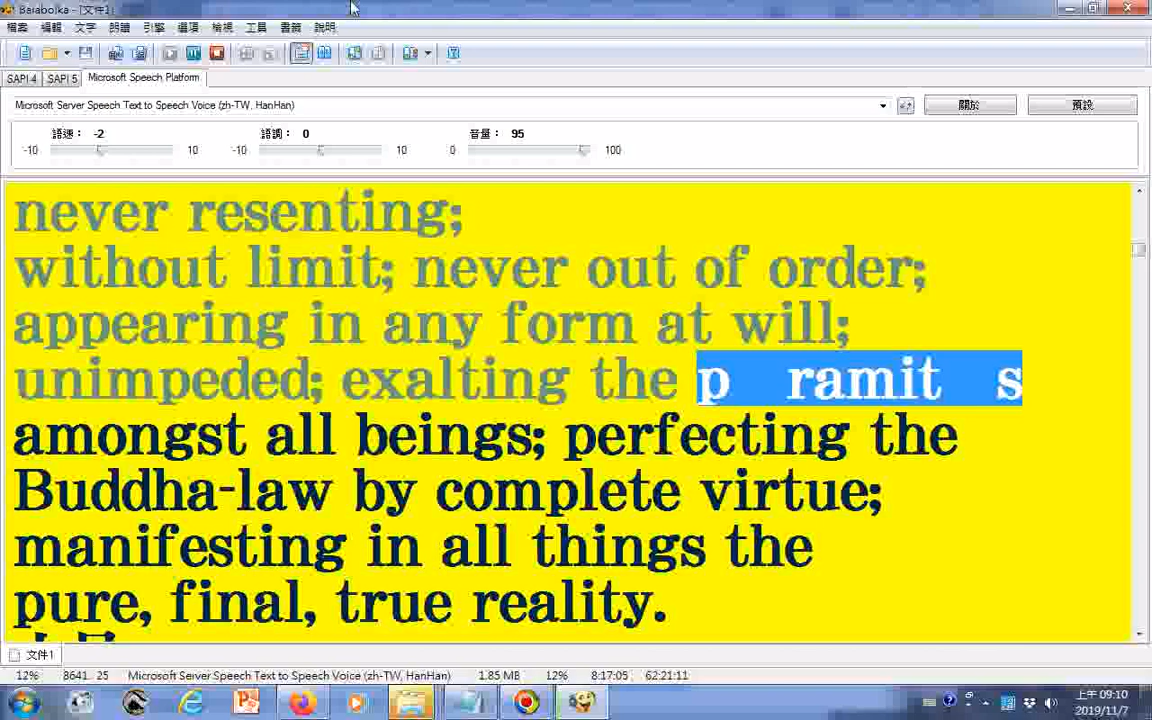 Balabolka - [文件1]
檔案 編輯 文字 朗讀 引擎 選項 檢視 工具 書籤 說明
SAPI 4 SAPI 5 Microsoft Speech Platform
Microsoft Server Speech Text to Speech Voice (zh-TW, HanHan) 關於 預設
語速: -2 語調: 0 音量: 95
-10 10 -10 10 0 100
never resenting;
without limit; never out of order;
appearing in any form at will;
unimpeded; exalting the p ramit s
amongst all beings; perfecting the
Buddha-law by complete virtue;
manifesting in all things the
pure, final, true reality.
文件1
12% 8641: 25 Microsoft Server Speech Text to Speech Voice (zh-TW, HanHan) 1.85 MB 12% 8:17:05 62:21:11
上午 09:10
2019/11/7